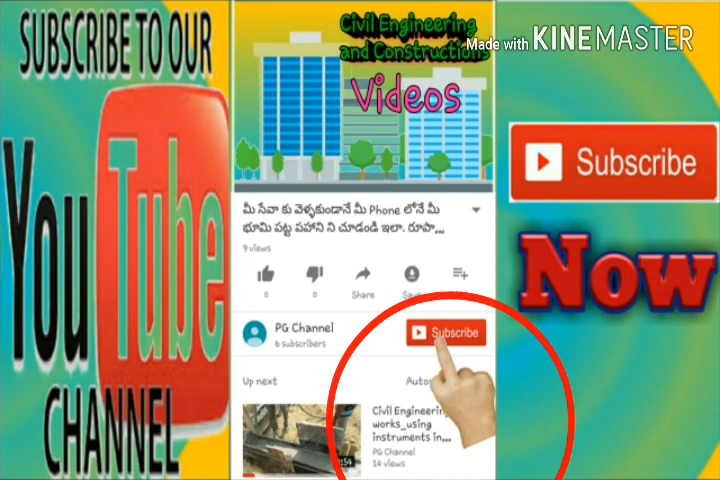 SUBSCRIBE TO OUR
You Tube
CHANNEL
Civil Engineering
and Constructions
Videos
Made with KINEMASTER
మీ సేవా కు వెళ్ళకుండానే మీ Phone లోనే మీ
భూమి పట్ట పహాని ని చూడండి ఇలా. రూపా...
9 views
0
0
Share
PG Channel
6 subscribers
Subscribe
Up next
Civil Engineering
works_using
instruments in...
PG Channel
14 views
Subscribe
Now